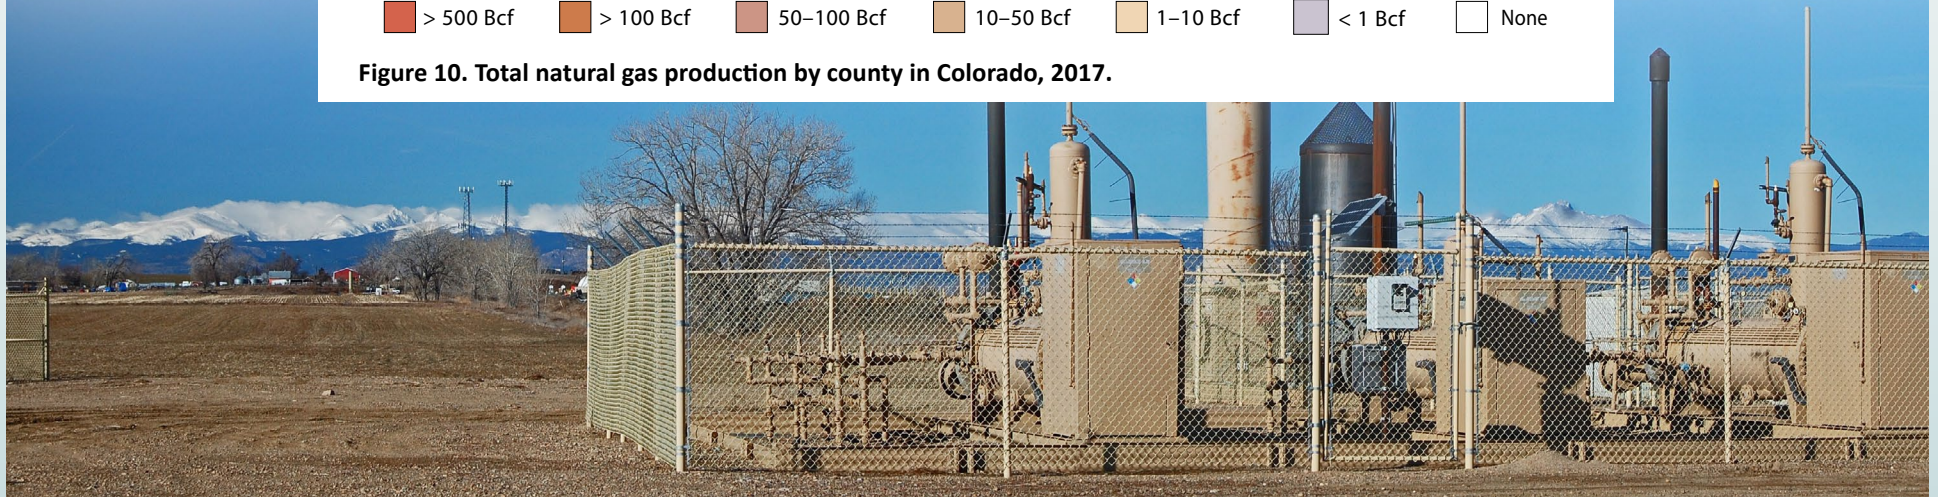 > 500 Bcf > 100 Bcf 50–100 Bcf 10–50 Bcf 1–10 Bcf < 1 Bcf None
Figure 10. Total natural gas production by county in Colorado, 2017.